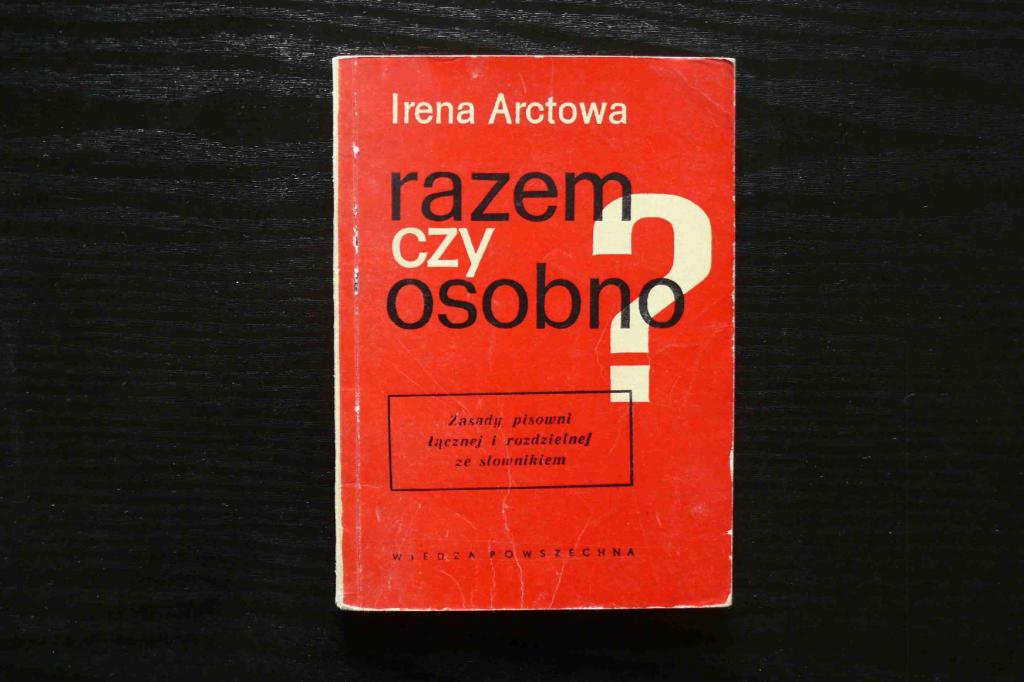 Irena Arctowa
razem
czy
osobno?
Zasady pisowni
łącznej i rozdzielnej
ze słownikiem
WIEDZA POWSZECHNA